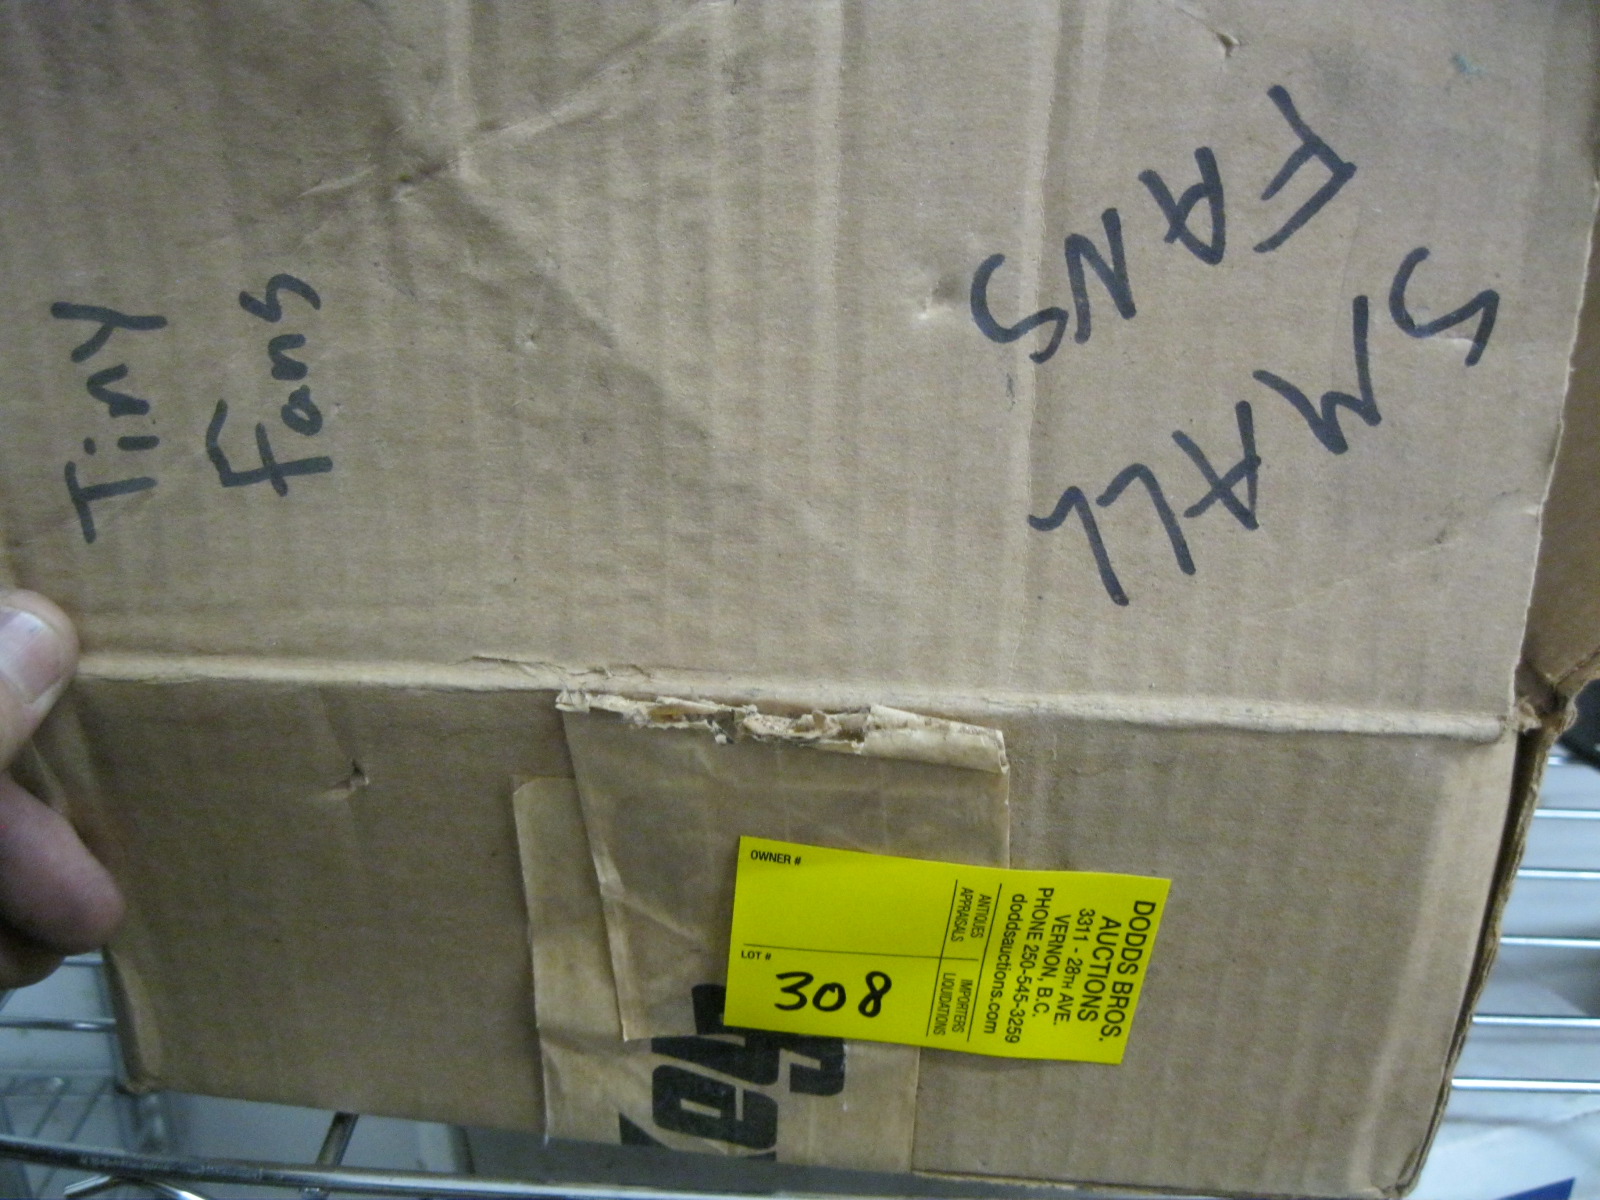 Tiny
Fans
SMALL
FANS
OWNER #
LOT #
308
DODDS BROS.
AUCTIONS
3311 - 28TH AVE.
VERNON, B.C.
PHONE 250-545-3259
doddsauctions.com
ANTIQUES
APPRAISALS
IMPORTERS
LIQUIDATIONS